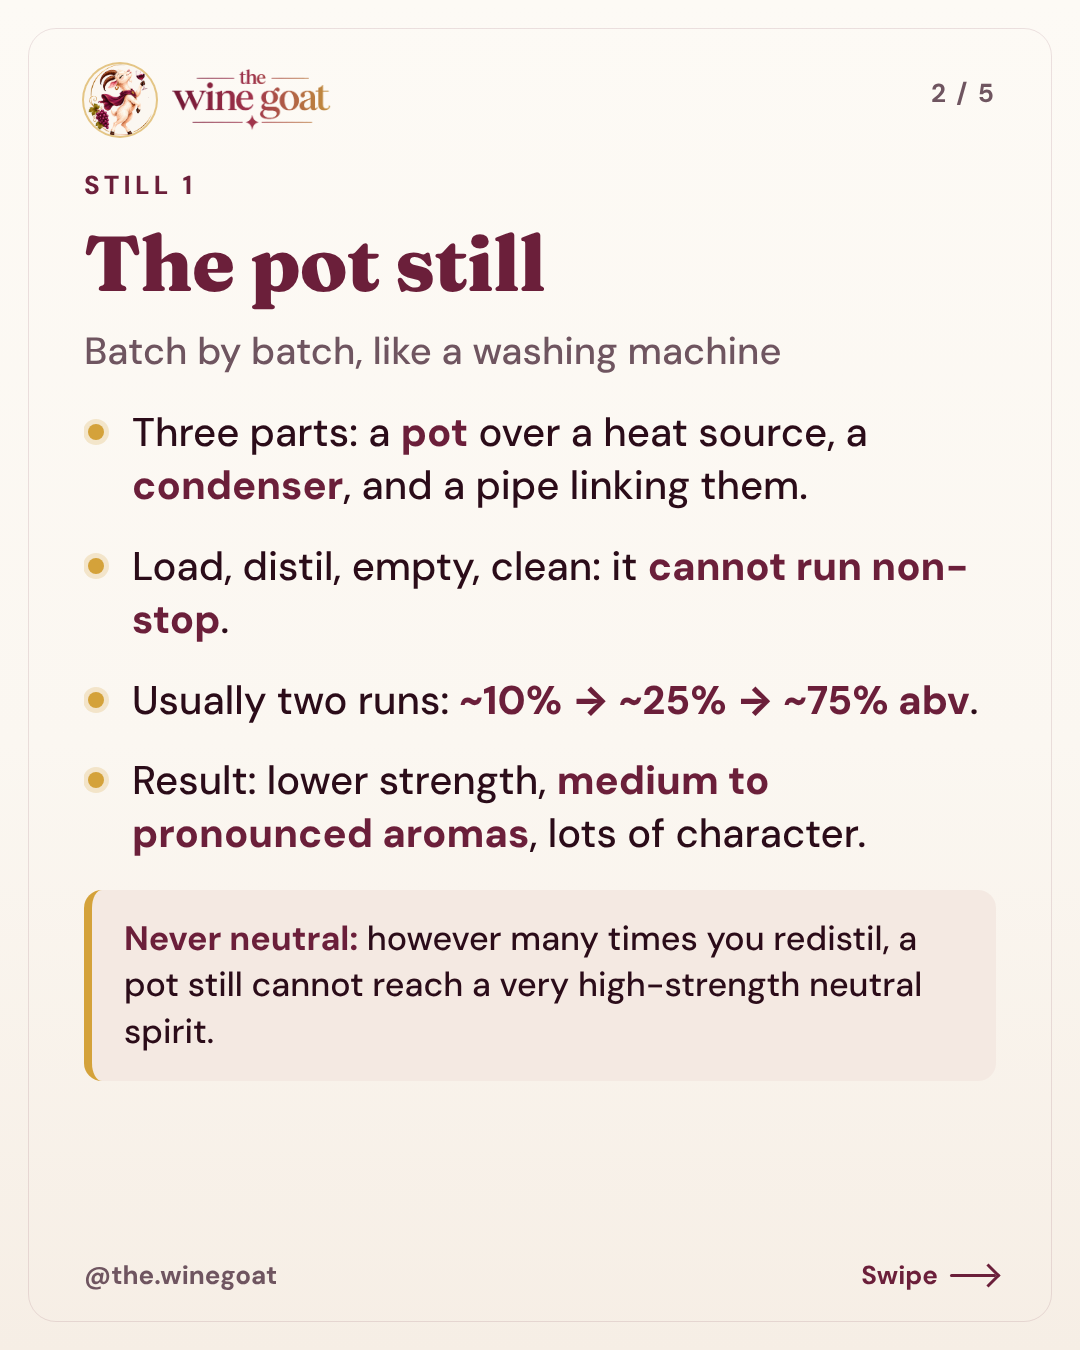 the
wine goat
2 / 5
STILL 1
The pot still
Batch by batch, like a washing machine
Three parts: a pot over a heat source, a
condenser, and a pipe linking them.
Load, distil, empty, clean: it cannot run non-
stop.
Usually two runs: ~10% → ~25% → ~75% abv.
Result: lower strength, medium to
pronounced aromas, lots of character.
Never neutral: however many times you redistil, a
pot still cannot reach a very high-strength neutral
spirit.
@the.winegoat
Swipe →